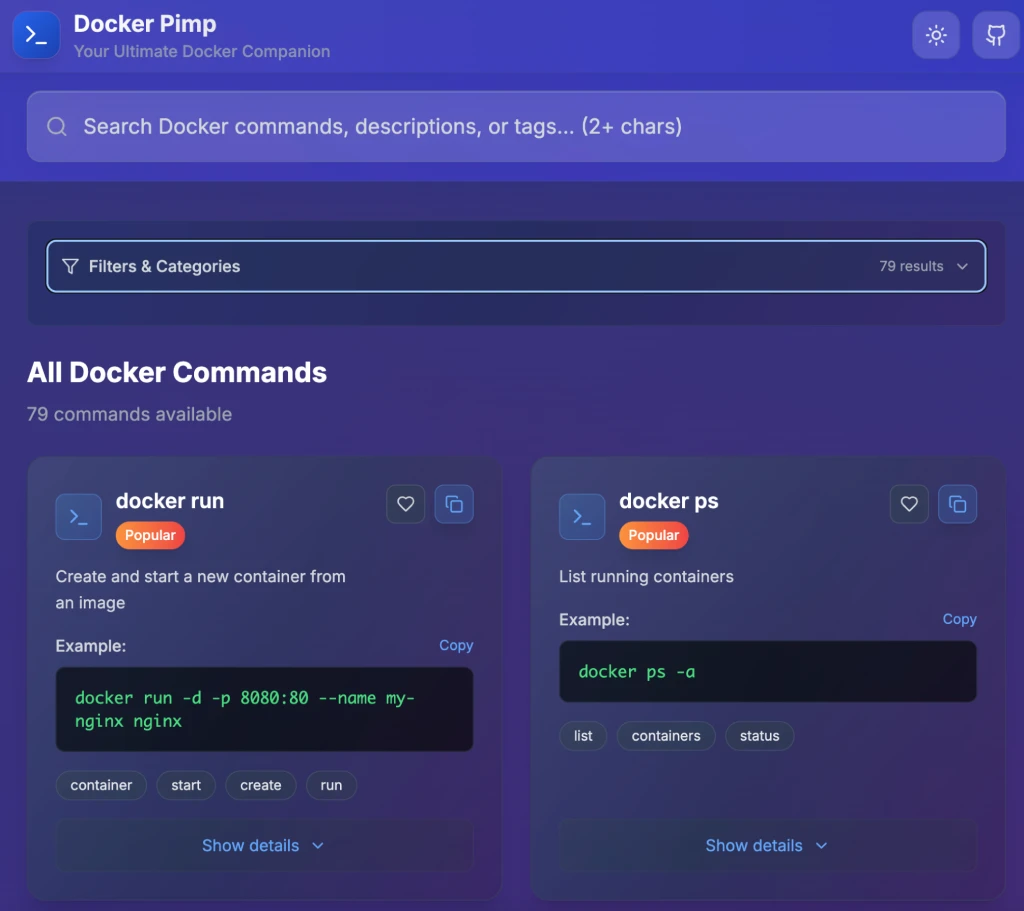 Docker Pimp
Your Ultimate Docker Companion
Search Docker commands, descriptions, or tags... (2+ chars)
Filters & Categories
79 results
All Docker Commands
79 commands available
docker run
Popular
Create and start a new container from
an image
Example:
Copy
docker run -d -p 8080:80 --name my-
nginx nginx
container
start
create
run
Show details
docker ps
Popular
List running containers
Example:
Copy
docker ps -a
list
containers
status
Show details